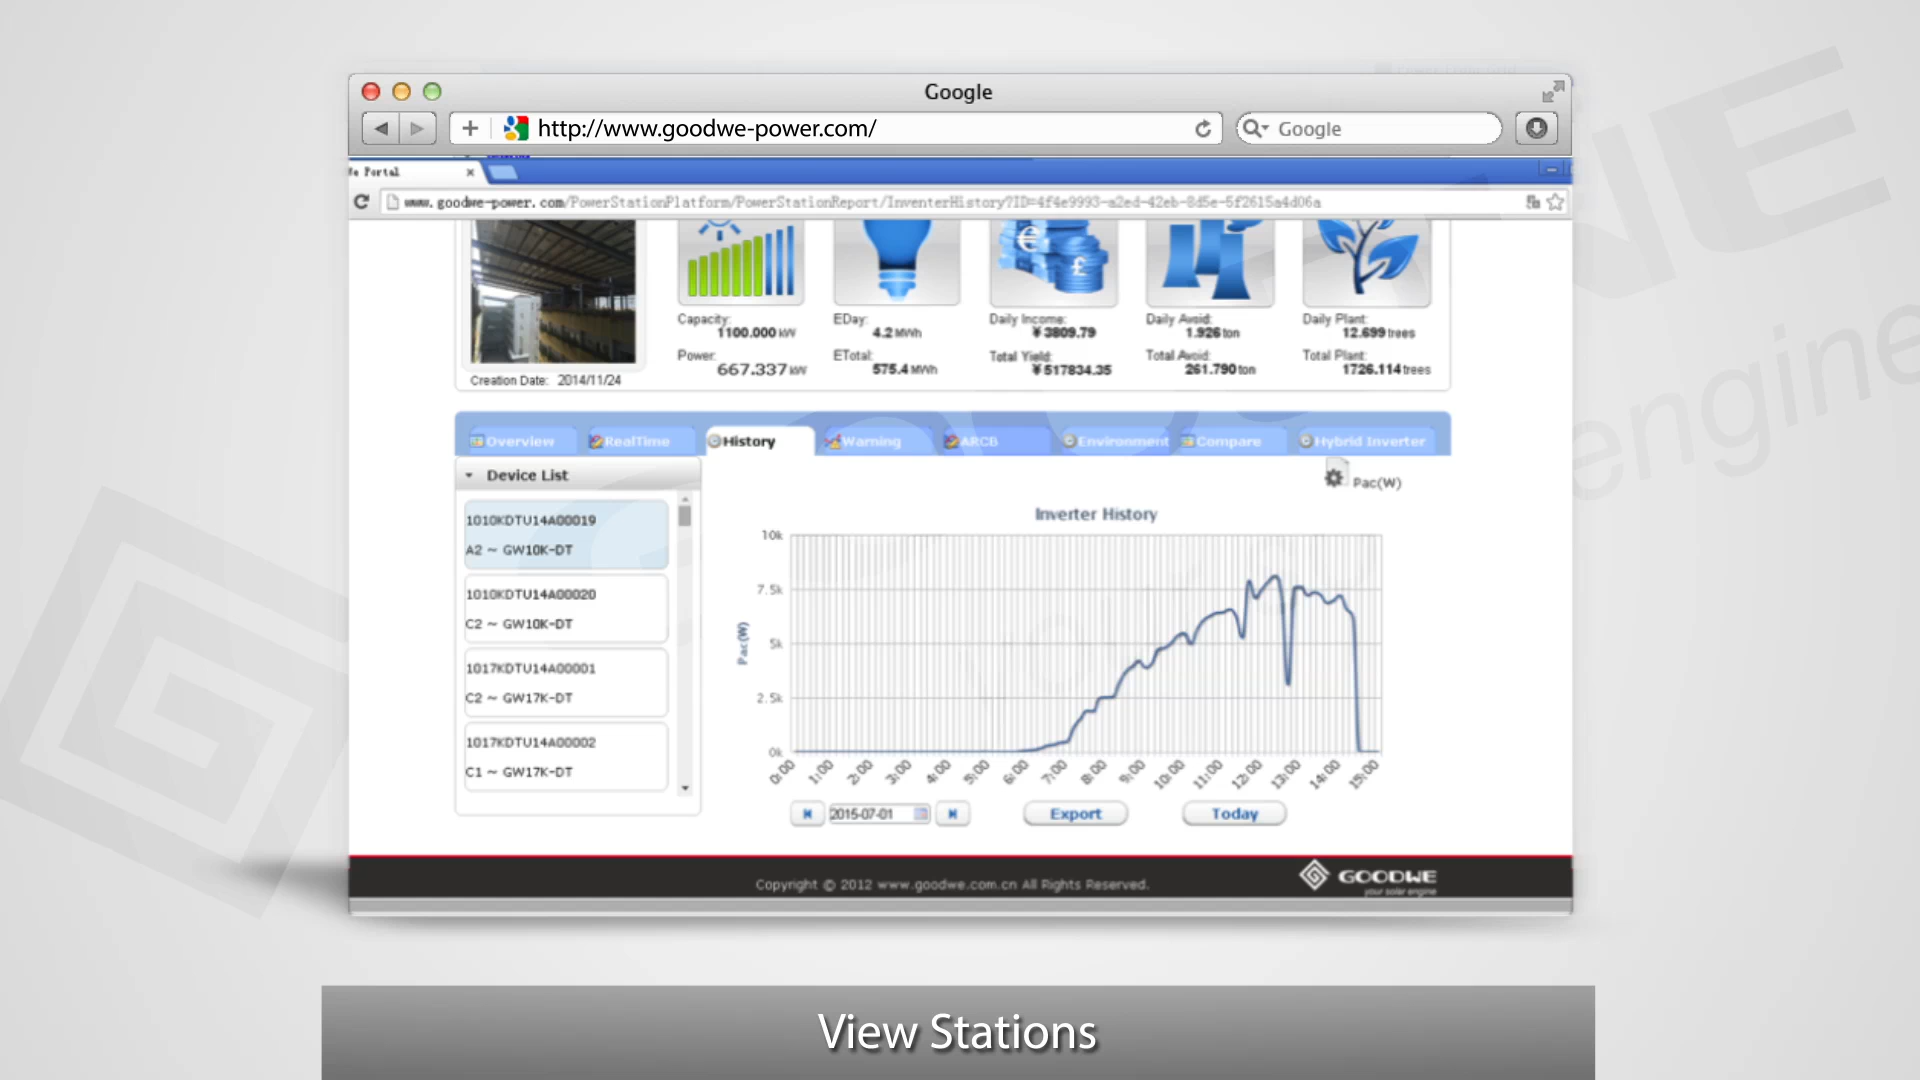 Google
http://www.goodwe-power.com/
Google
We Portal
www.goodwe-power.com/PowerStationPlatform/PowerStationReport/InventerHistory?ID=4f4e9993-a2ed-42eb-8d5e-5f2615a4d06a
Capacity: 1100.000 kW
Power: 667.337 kW
EDay: 4.2 MWh
ETotal: 575.4 MWh
Daily Income: ¥ 3809.79
Total Yield: ¥ 517834.35
Daily Avoid: 1.926 ton
Total Avoid: 261.790 ton
Daily Plant: 12.699 trees
Total Plant: 1726.114 trees
Creation Date: 2014/11/24
Overview RealTime History Warning ARCB Environment Compare Hybrid Inverter
Device List
1010KDTU14A00019
A2 ~ GW10K-DT
1010KDTU14A00020
C2 ~ GW10K-DT
1017KDTU14A00001
C2 ~ GW17K-DT
1017KDTU14A00002
C1 ~ GW17K-DT
Pac(W)
Inverter History
Pac(W)
10k
7.5k
5k
2.5k
0k
0:00 1:00 2:00 3:00 4:00 5:00 6:00 7:00 8:00 9:00 10:00 11:00 12:00 13:00 14:00 15:00
2015-07-01
Export
Today
Copyright © 2012 www.goodwe.com.cn All Rights Reserved.
GOODWE
your solar engine
View Stations
engine